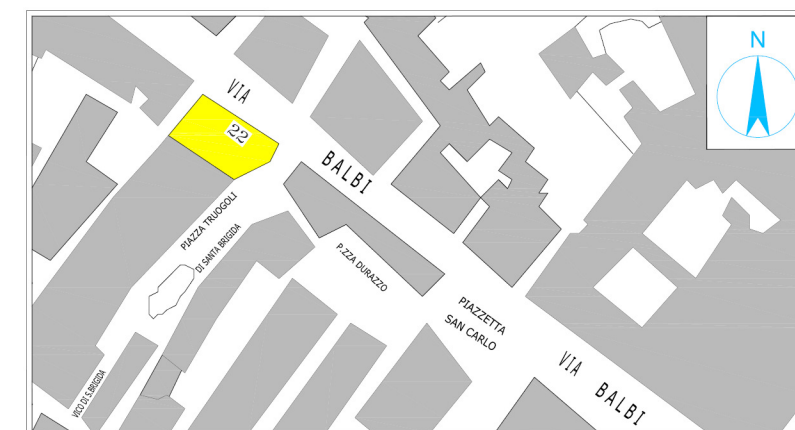 N
VIA
22
BALBI
PIAZZA TRUOGOLI
DI SANTA BRIGIDA
P.ZZA DURAZZO
PIAZZETTA
SAN CARLO
VIA BALBI
VICO DI S.BRIGIDA